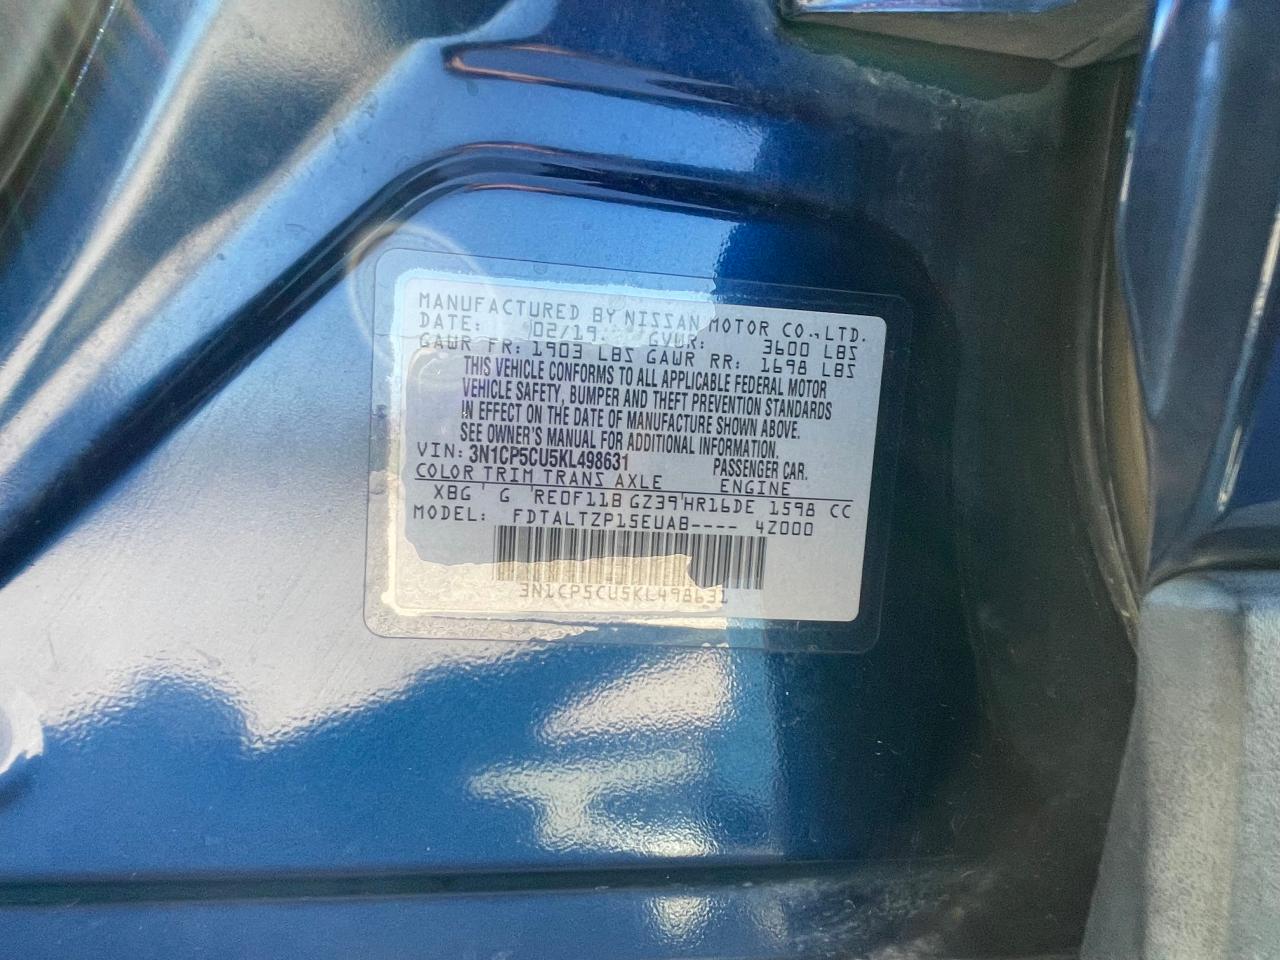 MANUFACTURED BY NISSAN MOTOR CO.,LTD.
DATE: 02/19 GVWR: 3600 LBS
GAWR FR: 1903 LBS GAWR RR: 1698 LBS
THIS VEHICLE CONFORMS TO ALL APPLICABLE FEDERAL MOTOR
VEHICLE SAFETY, BUMPER AND THEFT PREVENTION STANDARDS
IN EFFECT ON THE DATE OF MANUFACTURE SHOWN ABOVE.
SEE OWNER'S MANUAL FOR ADDITIONAL INFORMATION.
VIN: 3N1CP5CU5KL498631 PASSENGER CAR.
COLOR TRIM TRANS AXLE ENGINE
XBG G RE0F11B GZ39 HR16DE 1598 CC
MODEL: FDTALTZP15EUAB---- 4Z000
3N1CP5CU5KL498631